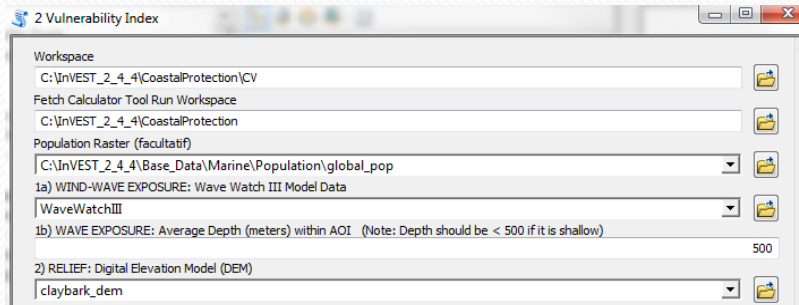 2 Vulnerability Index
Workspace
C:\InVEST_2_4_4\CoastalProtection\CV
Fetch Calculator Tool Run Workspace
C:\InVEST_2_4_4\CoastalProtection
Population Raster (facultatif)
C:\InVEST_2_4_4\Base_Data\Marine\Population\global_pop
1a) WIND-WAVE EXPOSURE: Wave Watch III Model Data
WaveWatchIII
1b) WAVE EXPOSURE: Average Depth (meters) within AOI (Note: Depth should be < 500 if it is shallow)
500
2) RELIEF: Digital Elevation Model (DEM)
claybark_dem